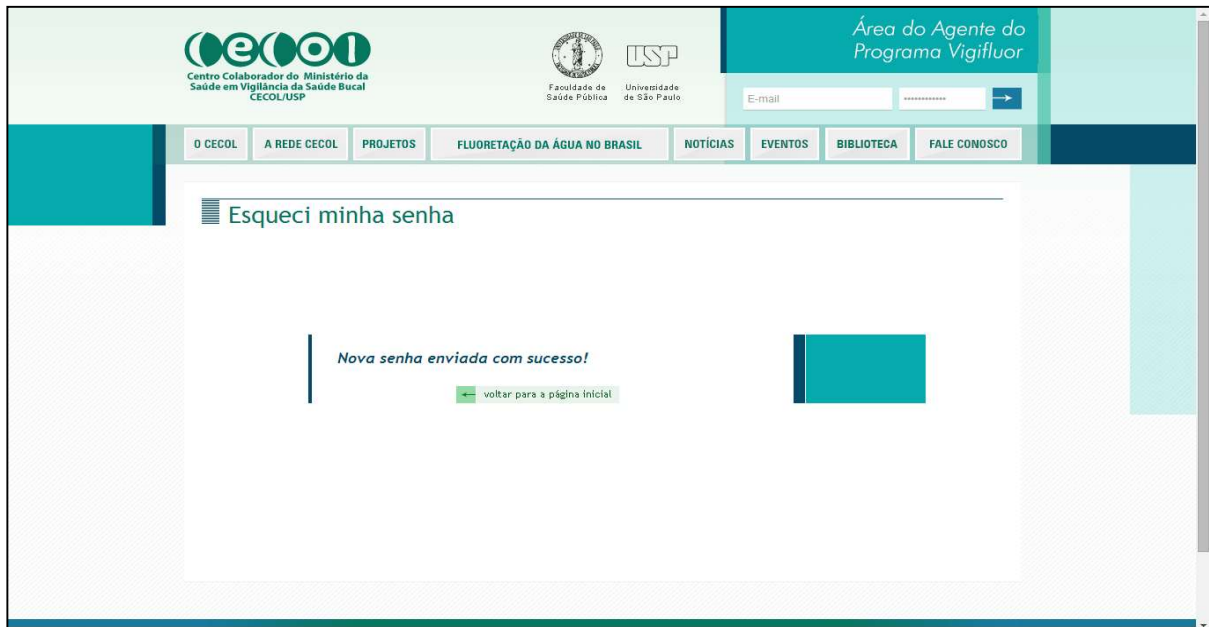 cecol
Centro Colaborador do Ministério da
Saúde em Vigilância da Saúde Bucal
CECOL/USP
Faculdade de
Saúde Pública
USP
Universidade
de São Paulo
Área do Agente do
Programa Vigifluor
E-mail
O CECOL
A REDE CECOL
PROJETOS
FLUORETAÇÃO DA ÁGUA NO BRASIL
NOTÍCIAS
EVENTOS
BIBLIOTECA
FALE CONOSCO
Esqueci minha senha
Nova senha enviada com sucesso!
voltar para a página inicial